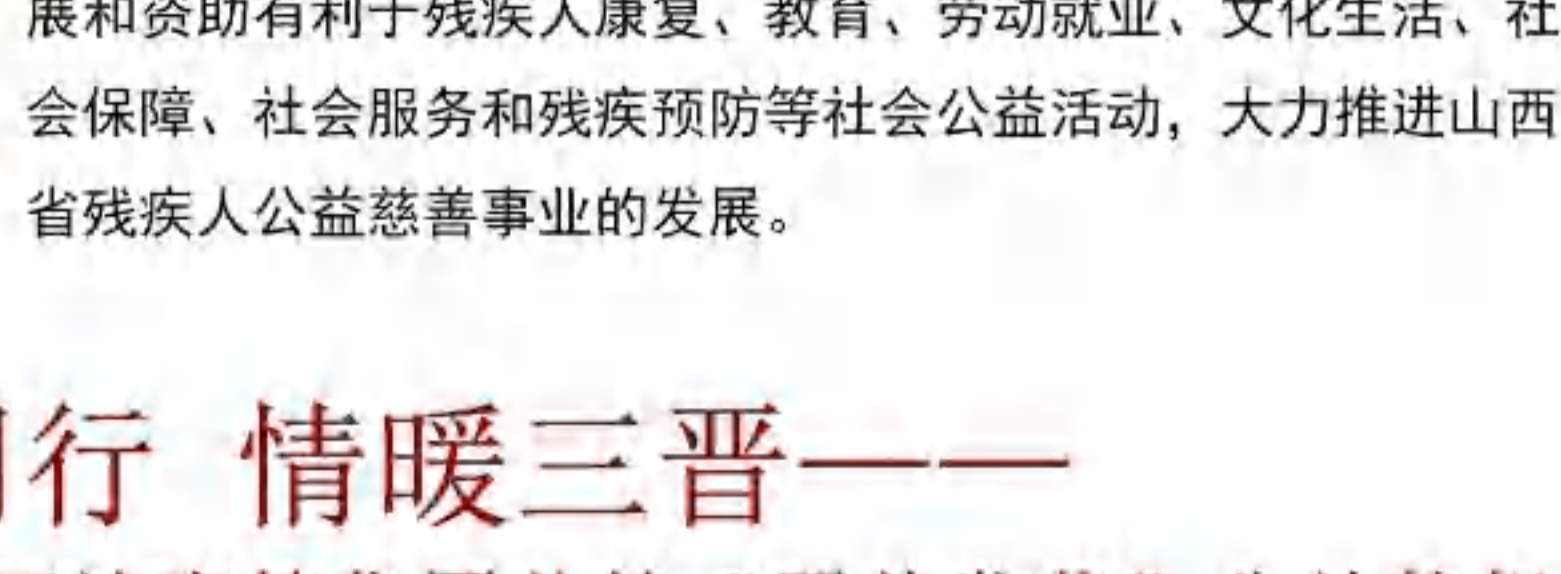 展和资助有利于残疾人康复、教育、劳动就业、文化生活、社
会保障、社会服务和残疾预防等社会公益活动，大力推进山西
省残疾人公益慈善事业的发展。
行 情暖三晋——